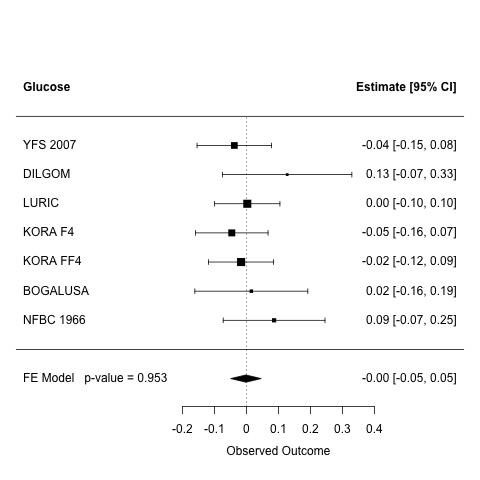 Glucose Estimate [95% CI]
YFS 2007 -0.04 [-0.15, 0.08]
DILGOM 0.13 [-0.07, 0.33]
LURIC 0.00 [-0.10, 0.10]
KORA F4 -0.05 [-0.16, 0.07]
KORA FF4 -0.02 [-0.12, 0.09]
BOGALUSA 0.02 [-0.16, 0.19]
NFBC 1966 0.09 [-0.07, 0.25]
FE Model p-value = 0.953 -0.00 [-0.05, 0.05]
-0.2 -0.1 0 0.1 0.2 0.3 0.4
Observed Outcome